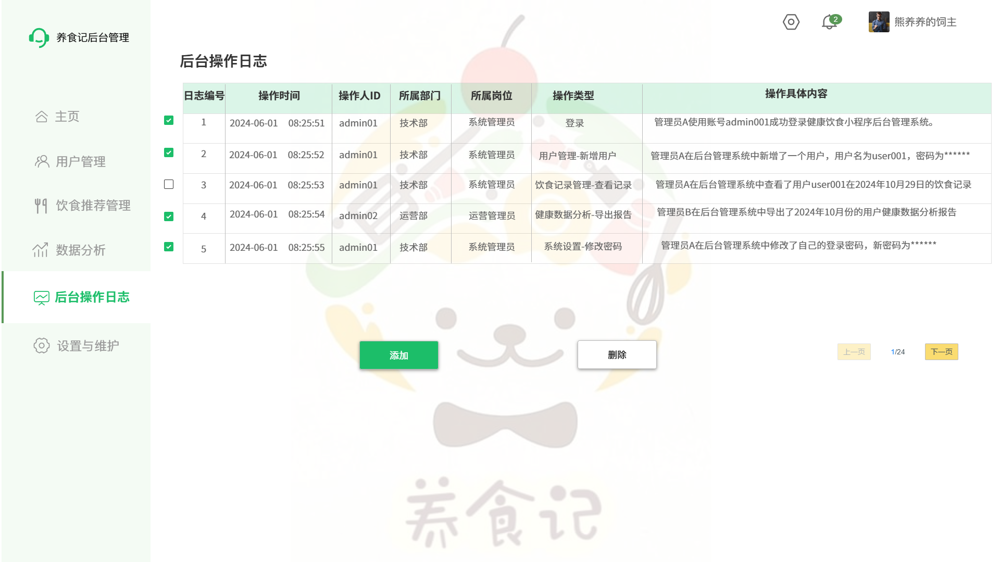 养食记后台管理
2
熊养养的饲主
主页
用户管理
饮食推荐管理
数据分析
后台操作日志
设置与维护
后台操作日志
日志编号 操作时间 操作人ID 所属部门 所属岗位 操作类型 操作具体内容
1 2024-06-01 08:25:51 admin01 技术部 系统管理员 登录 管理员A使用账号admin001成功登录健康饮食小程序后台管理系统。
2 2024-06-01 08:25:52 admin01 技术部 系统管理员 用户管理-新增用户 管理员A在后台管理系统中新增了一个用户，用户名为user001，密码为******
3 2024-06-01 08:25:53 admin01 技术部 系统管理员 饮食记录管理-查看记录 管理员A在后台管理系统中查看了用户user001在2024年10月29日的饮食记录
4 2024-06-01 08:25:54 admin02 运营部 运营管理员 健康数据分析-导出报告 管理员B在后台管理系统中导出了2024年10月份的用户健康数据分析报告
5 2024-06-01 08:25:55 admin01 技术部 系统管理员 系统设置-修改密码 管理员A在后台管理系统中修改了自己的登录密码，新密码为******
添加 删除
上一页 1/24 下一页
养食记